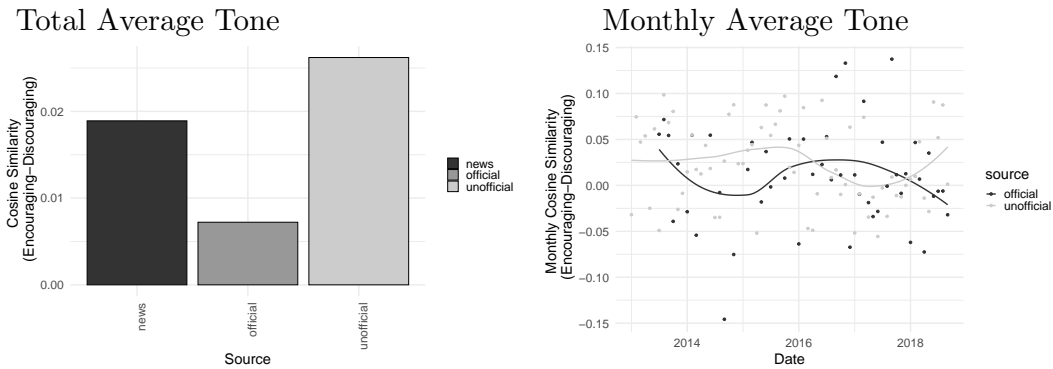 Total Average Tone
Cosine Similarity
(Encouraging−Discouraging)
0.02
0.01
0.00
news
official
unofficial
Source
news
official
unofficial
Monthly Average Tone
Monthly Cosine Similarity
(Encouraging−Discouraging)
0.15
0.10
0.05
0.00
−0.05
−0.10
−0.15
2014
2016
2018
Date
source
official
unofficial